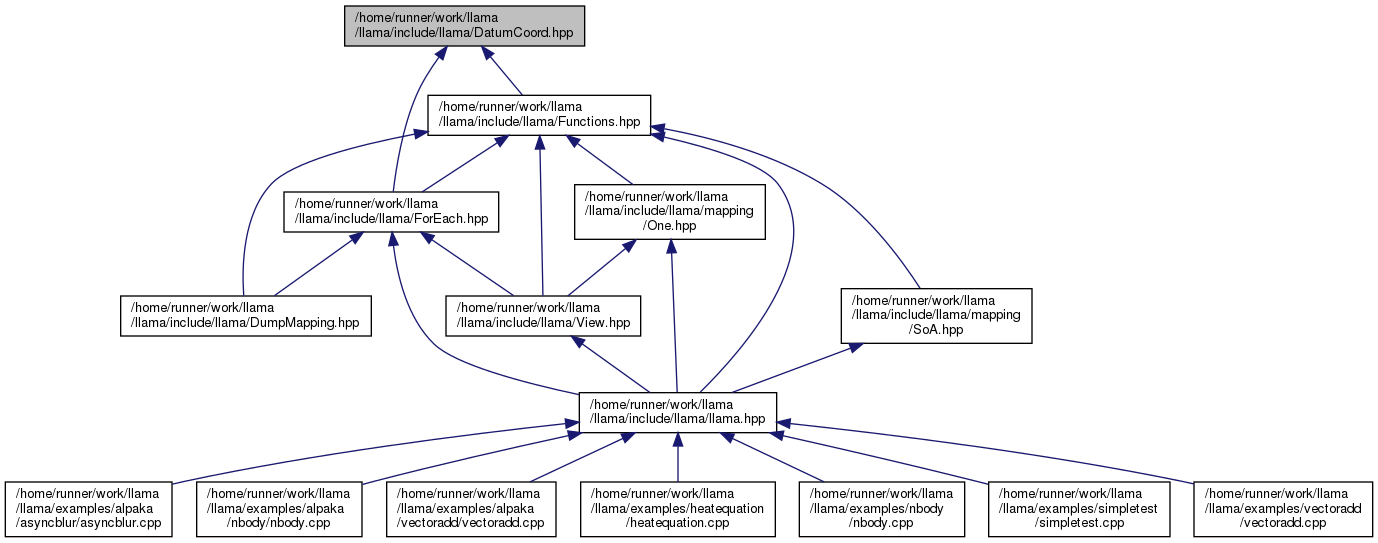 /home/runner/work/llama
/llama/include/llama/DatumCoord.hpp
/home/runner/work/llama
/llama/include/llama/Functions.hpp
/home/runner/work/llama
/llama/include/llama/ForEach.hpp
/home/runner/work/llama
/llama/include/llama/mapping
/One.hpp
/home/runner/work/llama
/llama/include/llama/DumpMapping.hpp
/home/runner/work/llama
/llama/include/llama/View.hpp
/home/runner/work/llama
/llama/include/llama/mapping
/SoA.hpp
/home/runner/work/llama
/llama/include/llama/llama.hpp
/home/runner/work/llama
/llama/examples/alpaka
/asyncblur/asyncblur.cpp
/home/runner/work/llama
/llama/examples/alpaka
/nbody/nbody.cpp
/home/runner/work/llama
/llama/examples/alpaka
/vectoradd/vectoradd.cpp
/home/runner/work/llama
/llama/examples/heatequation
/heatequation.cpp
/home/runner/work/llama
/llama/examples/nbody
/nbody.cpp
/home/runner/work/llama
/llama/examples/simpletest
/simpletest.cpp
/home/runner/work/llama
/llama/examples/vectoradd
/vectoradd.cpp